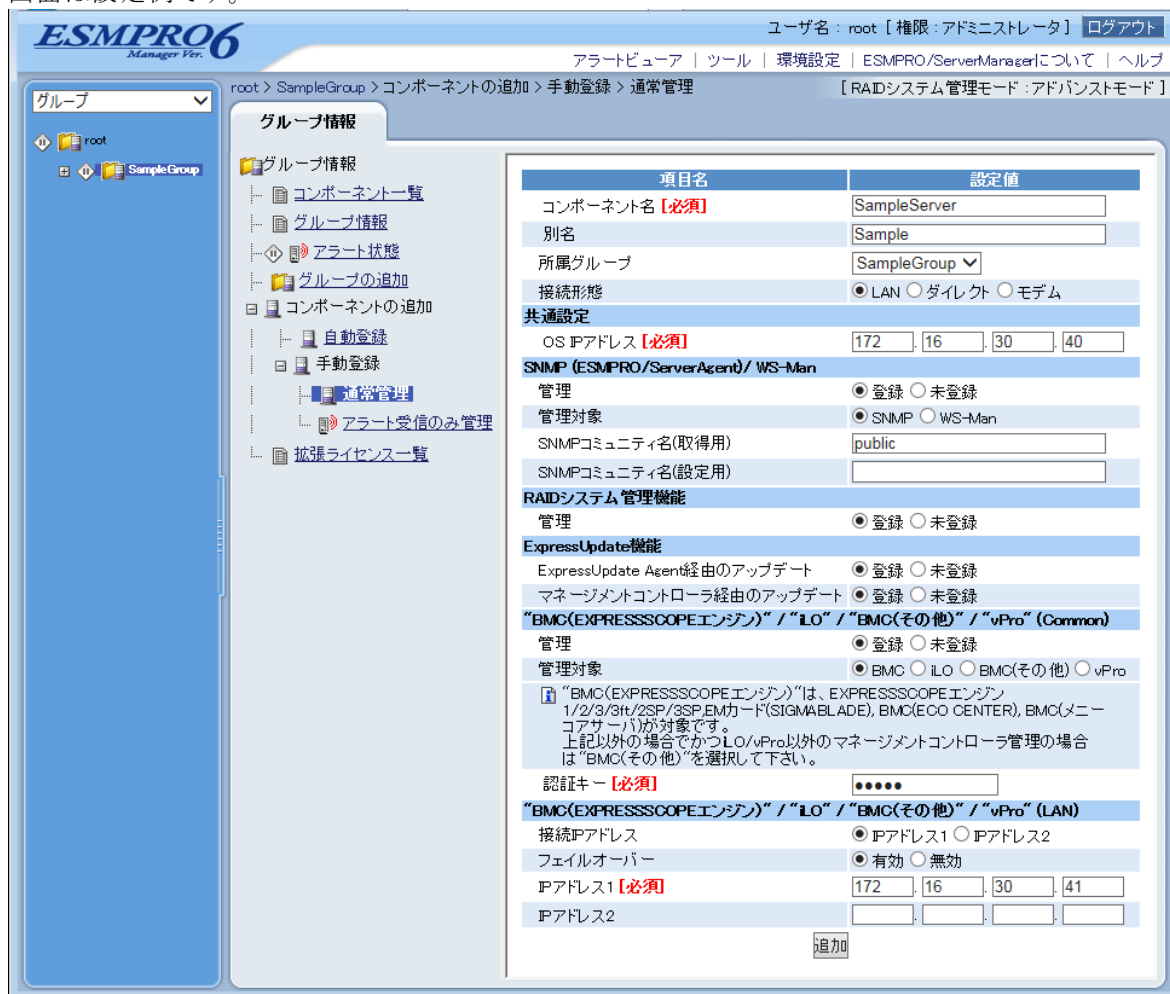 画面は設定例です。
ESMPRO6
Manager Ver.
ユーザ名 : root [ 権限 : アドミニストレータ ] ログアウト
アラートビューア | ツール | 環境設定 | ESMPRO/ServerManagerについて | ヘルプ
グループ
root > SampleGroup > コンポーネントの追加 > 手動登録 > 通常管理
[ RAIDシステム管理モード : アドバンストモード ]
root
SampleGroup
グループ情報
グループ情報
コンポーネント一覧
グループ情報
アラート状態
グループの追加
コンポーネントの追加
自動登録
手動登録
通常管理
アラート受信のみ管理
拡張ライセンス一覧
項目名 設定値
コンポーネント名 [必須] SampleServer
別名 Sample
所属グループ SampleGroup
接続形態 LAN ダイレクト モデム
共通設定
OS IPアドレス [必須] 172 . 16 . 30 . 40
SNMP (ESMPRO/ServerAgent)/ WS-Man
管理 登録 未登録
管理対象 SNMP WS-Man
SNMPコミュニティ名(取得用) public
SNMPコミュニティ名(設定用)
RAIDシステム管理機能
管理 登録 未登録
ExpressUpdate機能
ExpressUpdate Agent経由のアップデート 登録 未登録
マネージメントコントローラ経由のアップデート 登録 未登録
"BMC(EXPRESSSCOPEエンジン)" / "iLO" / "BMC(その他)" / "vPro" (Common)
管理 登録 未登録
管理対象 BMC iLO BMC(その他) vPro
"BMC(EXPRESSSCOPEエンジン)"は、EXPRESSSCOPEエンジン
1/2/3/3ft/2SP/3SP,EMカード(SIGMABLADE), BMC(ECO CENTER), BMC(メニー
コアサーバ)が対象です。
上記以外の場合でかつiLO/vPro以外のマネージメントコントローラ管理の場合
は"BMC(その他)"を選択して下さい。
認証キー [必須] •••••
"BMC(EXPRESSSCOPEエンジン)" / "iLO" / "BMC(その他)" / "vPro" (LAN)
接続IPアドレス IPアドレス1 IPアドレス2
フェイルオーバー 有効 無効
IPアドレス1 [必須] 172 . 16 . 30 . 41
IPアドレス2 . . .
追加